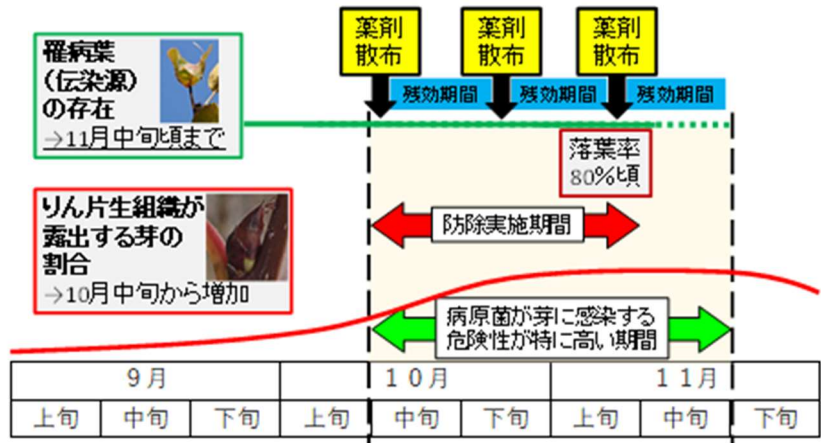 薬剤
散布
薬剤
散布
薬剤
散布
残効期間
残効期間
残効期間
罹病葉
(伝染源)
の存在
→11月中旬頃まで
落葉率
80%頃
りん片生組織が
露出する芽の
割合
→10月中旬から増加
防除実施期間
病原菌が芽に感染する
危険性が特に高い期間
9月 10月 11月
上旬 中旬 下旬 上旬 中旬 下旬 上旬 中旬 下旬